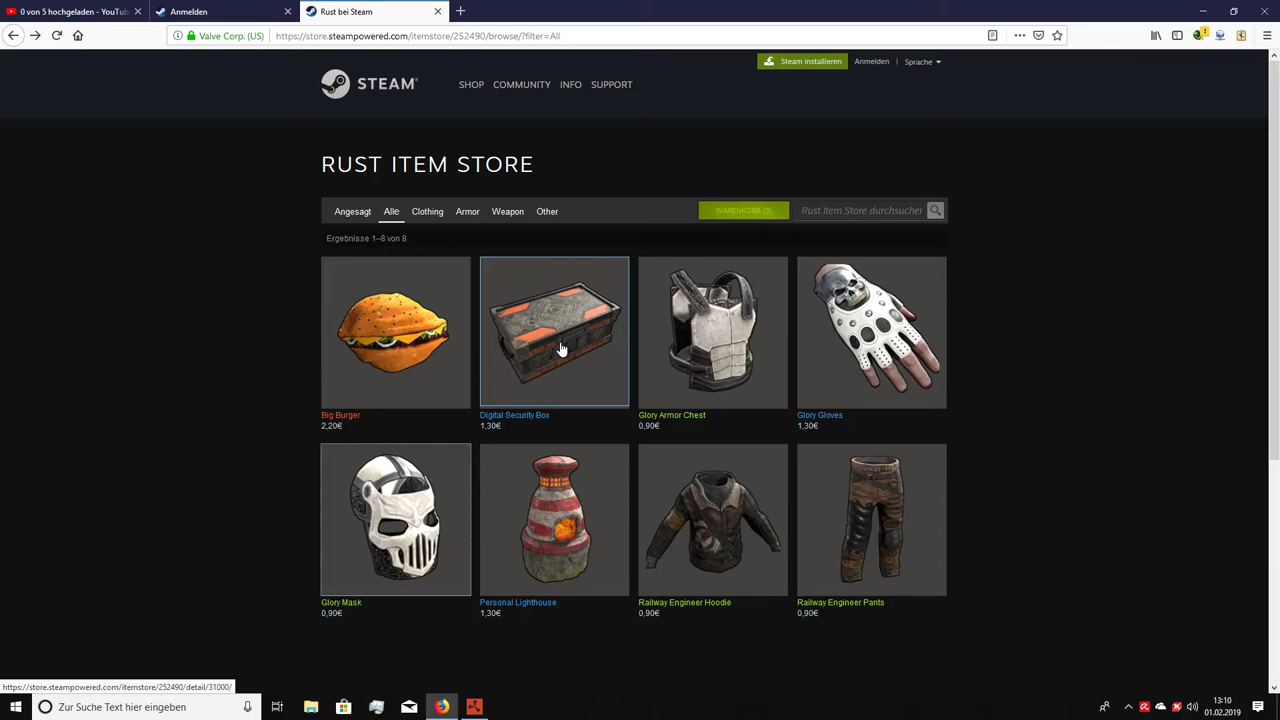 0 von 5 hochgeladen - YouTub
Anmelden
Rust bei Steam
Valve Corp. (US)
https://store.steampowered.com/itemstore/252490/browse/?filter=All
Steam installieren
Anmelden
Sprache
STEAM
SHOP COMMUNITY INFO SUPPORT
RUST ITEM STORE
Angesagt Alle Clothing Armor Weapon Other
WARENKORB (3)
Rust Item Store durchsuchen
Ergebnisse 1–8 von 8
Big Burger
2,20€
Digital Security Box
1,30€
Glory Armor Chest
0,90€
Glory Gloves
1,30€
Glory Mask
0,90€
Personal Lighthouse
1,30€
Railway Engineer Hoodie
0,90€
Railway Engineer Pants
0,90€
https://store.steampowered.com/itemstore/252490/detail/31000/
Zur Suche Text hier eingeben
13:10
01.02.2019